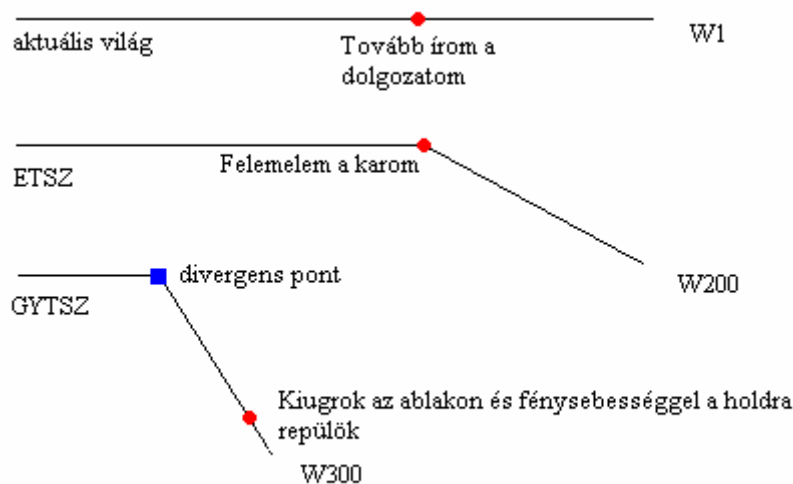 aktuális világ
Tovább írom a
dolgozatom
W1
ETSZ
Felemelem a karom
W200
GYTSZ
divergens pont
Kiugrok az ablakon és fénysebességgel a holdra
repülök
W300